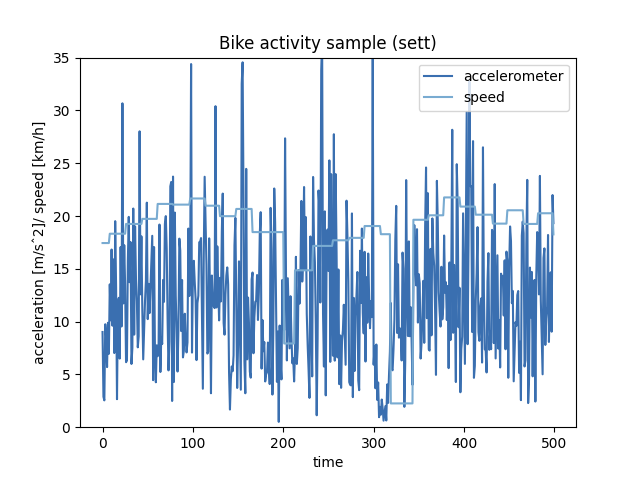 Bike activity sample (sett)
accelerometer
speed
35
30
25
20
15
10
5
0
acceleration [m/s^2]/ speed [km/h]
0 100 200 300 400 500
time